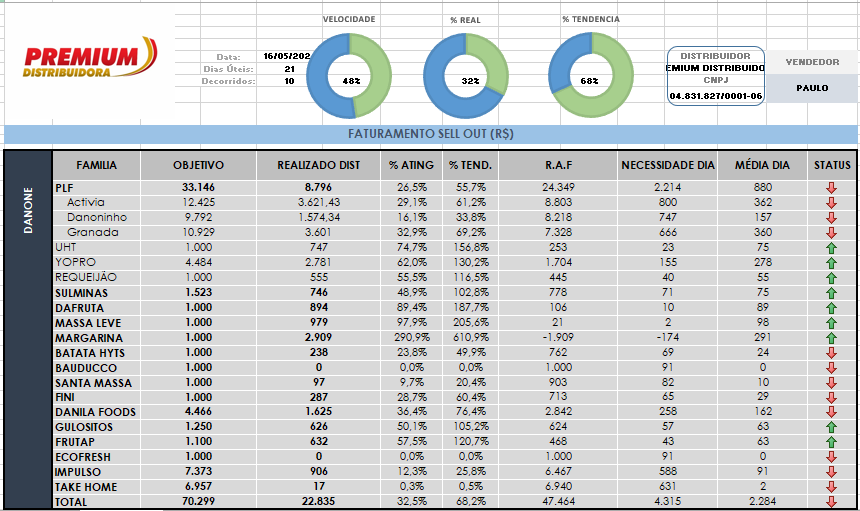 VELOCIDADE % REAL % TENDENCIA
PREMIUM
DISTRIBUIDORA
Data: 16/05/202
Dias Úteis: 21
Decorridos: 10
48% 32% 68%
DISTRIBUIDOR VENDEDOR
EMIUM DISTRIBUIDO
CNPJ PAULO
04.831.827/0001-06
FATURAMENTO SELL OUT (R$)
DANONE
FAMILIA OBJETIVO REALIZADO DIST % ATING % TEND. R.A.F NECESSIDADE DIA MÉDIA DIA STATUS
PLF 33.146 8.796 26,5% 55,7% 24.349 2.214 880
Activia 12.425 3.621,43 29,1% 61,2% 8.803 800 362
Danoninho 9.792 1.574,34 16,1% 33,8% 8.218 747 157
Granada 10.929 3.601 32,9% 69,2% 7.328 666 360
UHT 1.000 747 74,7% 156,8% 253 23 75
YOPRO 4.484 2.781 62,0% 130,2% 1.704 155 278
REQUEIJÃO 1.000 555 55,5% 116,5% 445 40 55
SULMINAS 1.523 746 48,9% 102,8% 778 71 75
DAFRUTA 1.000 894 89,4% 187,7% 106 10 89
MASSA LEVE 1.000 979 97,9% 205,6% 21 2 98
MARGARINA 1.000 2.909 290,9% 610,9% -1.909 -174 291
BATATA HYTS 1.000 238 23,8% 49,9% 762 69 24
BAUDUCCO 1.000 0 0,0% 0,0% 1.000 91 0
SANTA MASSA 1.000 97 9,7% 20,4% 903 82 10
FINI 1.000 287 28,7% 60,4% 713 65 29
DANILA FOODS 4.466 1.625 36,4% 76,4% 2.842 258 162
GULOSITOS 1.250 626 50,1% 105,2% 624 57 63
FRUTAP 1.100 632 57,5% 120,7% 468 43 63
ECOFRESH 1.000 0 0,0% 0,0% 1.000 91 0
IMPULSO 7.373 906 12,3% 25,8% 6.467 588 91
TAKE HOME 6.957 17 0,3% 0,5% 6.940 631 2
TOTAL 70.299 22.835 32,5% 68,2% 47.464 4.315 2.284